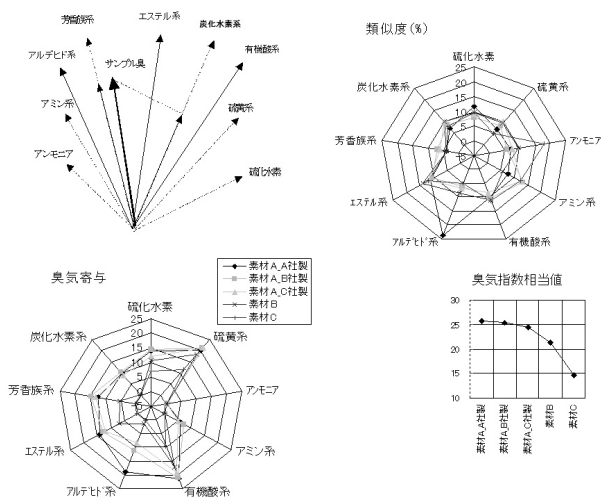 芳香族系
エステル系
炭化水素系
アルデヒド系
サンプル臭
有機酸系
アミン系
硫黄系
アンモニア
硫化水素
類似度(%)
硫化水素
炭化水素系
硫黄系
芳香族系
アンモニア
エステル系
アミン系
アルデヒド系
有機酸系
25
20
15
10
5
0
-5
臭気寄与
素材A_A社製
素材A_B社製
素材A_C社製
素材B
素材C
硫化水素
炭化水素系
硫黄系
芳香族系
アンモニア
エステル系
アミン系
アルデヒド系
有機酸系
25
20
15
10
5
0
-5
臭気指数相当値
30
25
20
15
10
素材A_A社製
素材A_B社製
素材A_C社製
素材B
素材C